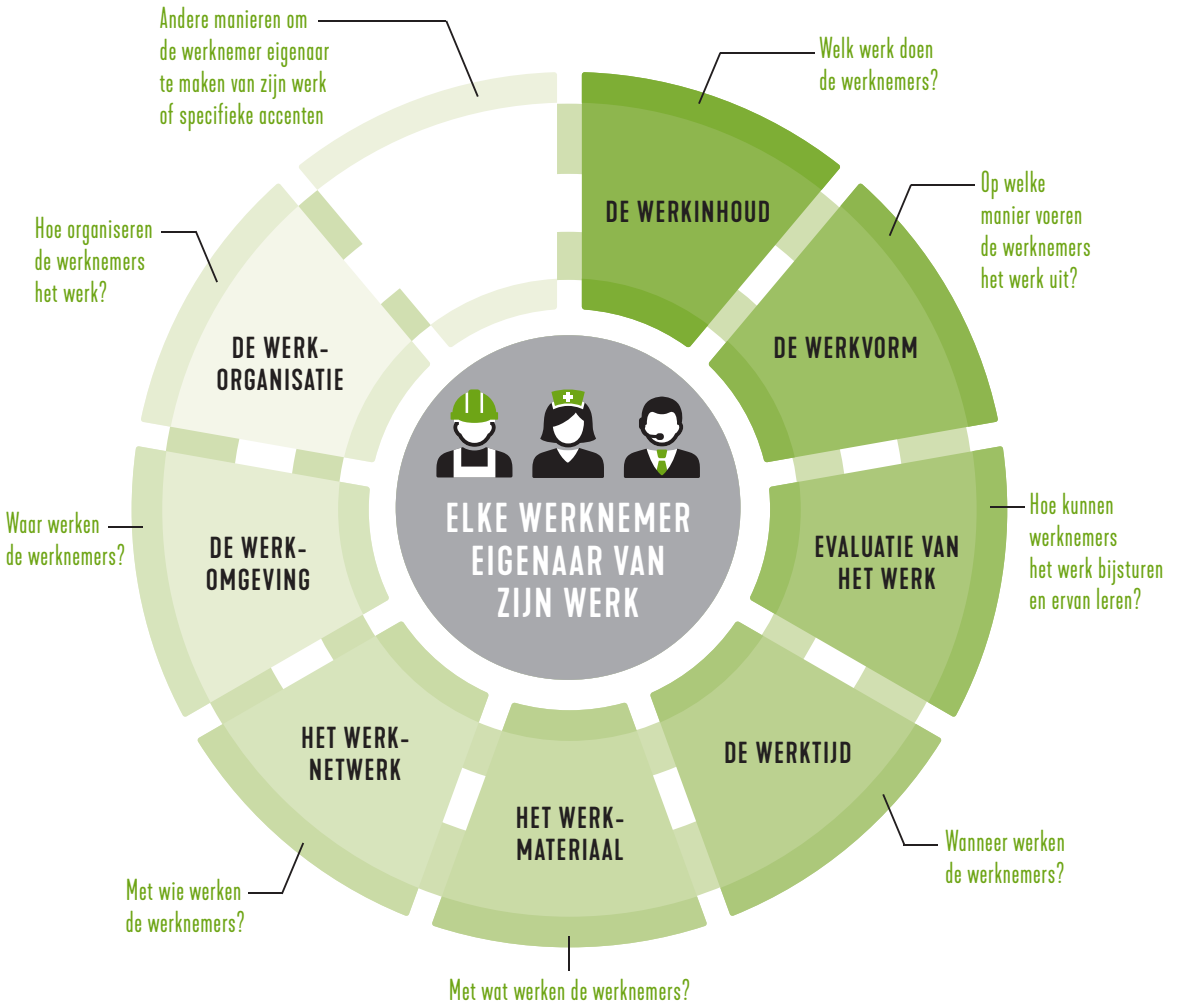 Andere manieren om
de werknemer eigenaar
te maken van zijn werk
of specifieke accenten
Welk werk doen
de werknemers?
DE WERKINHOUD
Op welke
manier voeren
de werknemers
het werk uit?
DE WERKVORM
Hoe kunnen
werknemers
het werk bijsturen
en ervan leren?
EVALUATIE VAN
HET WERK
Wanneer werken
de werknemers?
DE WERKTIJD
Met wat werken de werknemers?
HET WERK-
MATERIAAL
Met wie werken
de werknemers?
HET WERK-
NETWERK
Waar werken
de werknemers?
DE WERK-
OMGEVING
Hoe organiseren
de werknemers
het werk?
DE WERK-
ORGANISATIE
ELKE WERKNEMER
EIGENAAR VAN
ZIJN WERK